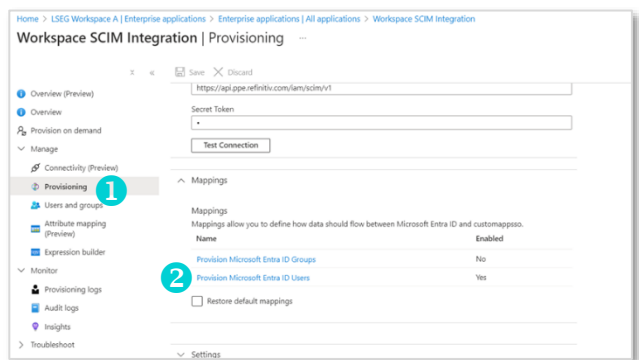 Home > LSEG Workspace A | Enterprise applications > Enterprise applications | All applications > Workspace SCIM Integration
Workspace SCIM Integration | Provisioning ...
Save Discard
Overview (Preview)
Overview
Provision on demand
Manage
Connectivity (Preview)
Provisioning
1
Users and groups
Attribute mapping
(Preview)
Expression builder
Monitor
Provisioning logs
Audit logs
Insights
Troubleshoot
https://api.ppe.refinitiv.com/iam/scim/v1
Secret Token
•
Test Connection
Mappings
Mappings
Mappings allow you to define how data should flow between Microsoft Entra ID and customappsso.
Name Enabled
Provision Microsoft Entra ID Groups No
2 Provision Microsoft Entra ID Users Yes
Restore default mappings
Settings